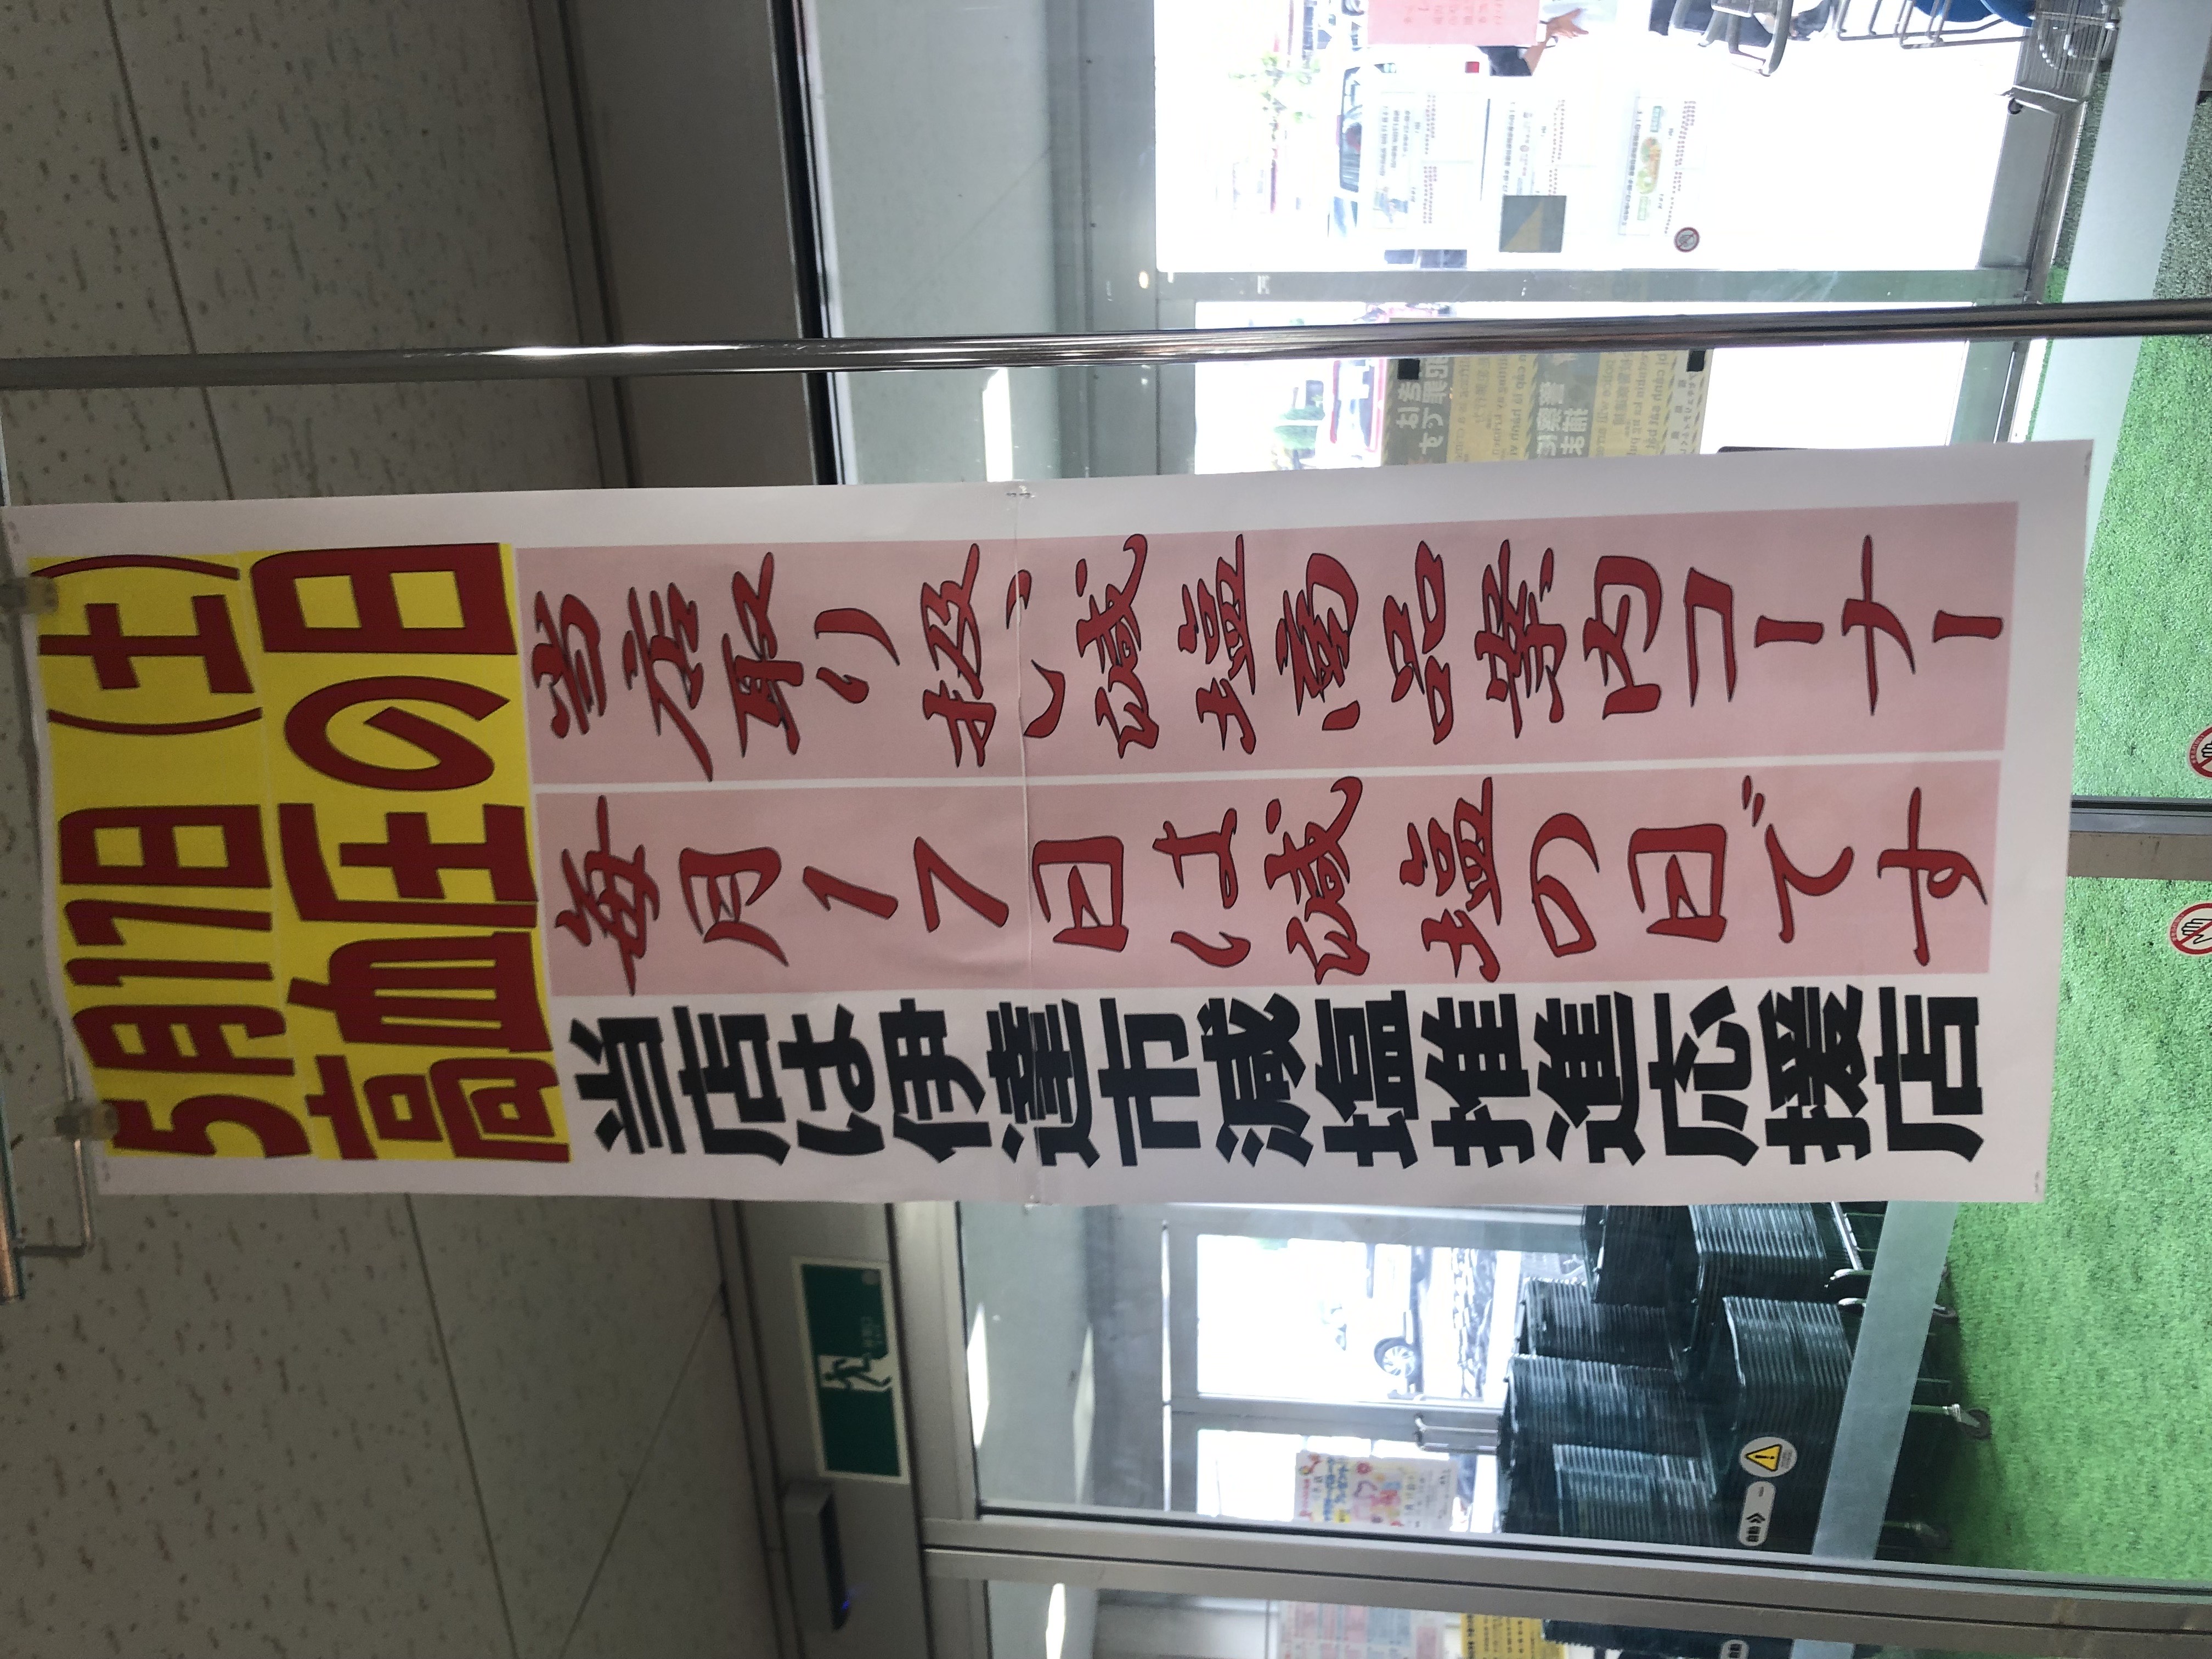 5月17日(土)
高血圧の日
当店取り扱い減塩商品案内コーナー
毎月17日は減塩の日です
当店は伊達市減塩推進応援店